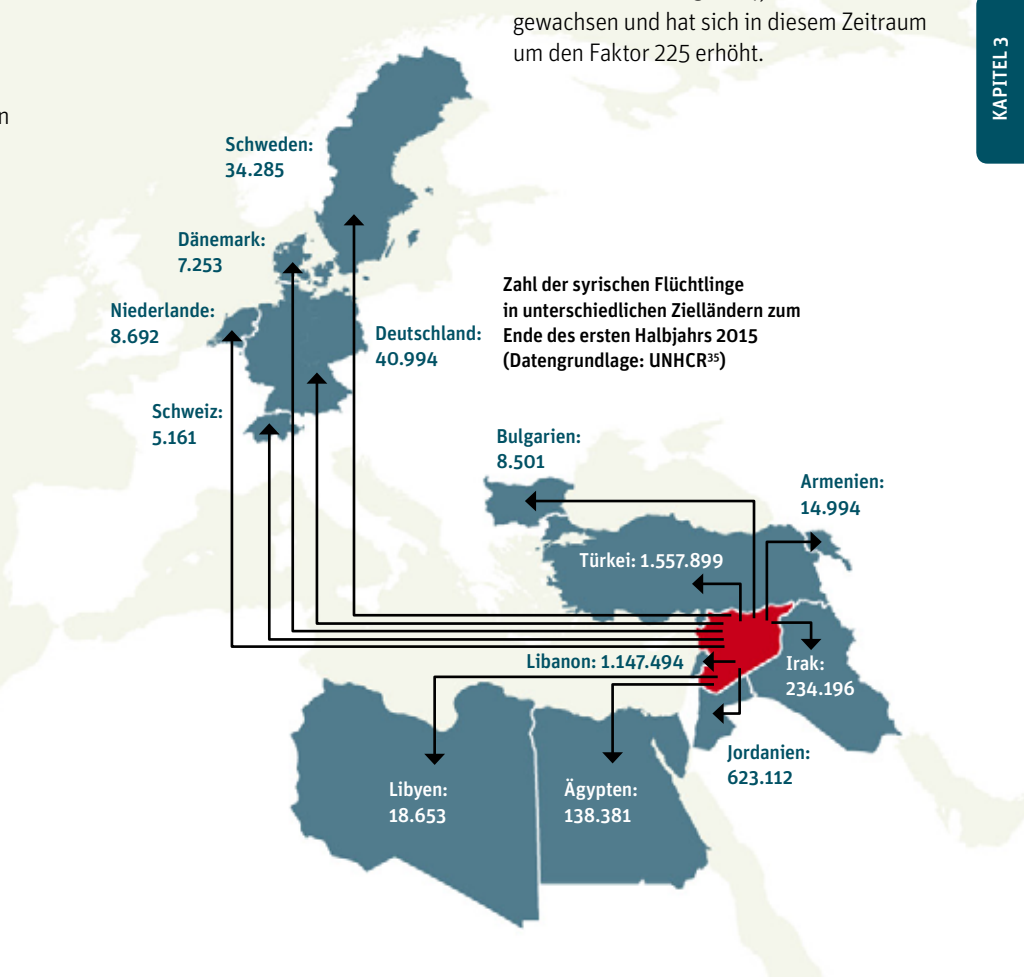 gewachsen und hat sich in diesem Zeitraum
um den Faktor 225 erhöht.
KAPITEL 3
n
Schweden:
34.285
Dänemark:
7.253
Niederlande:
8.692
Deutschland:
40.994
Zahl der syrischen Flüchtlinge
in unterschiedlichen Zielländern zum
Ende des ersten Halbjahrs 2015
(Datengrundlage: UNHCR³⁵)
Schweiz:
5.161
Bulgarien:
8.501
Armenien:
14.994
Türkei: 1.557.899
Libanon: 1.147.494
Irak:
234.196
Jordanien:
623.112
Libyen:
18.653
Ägypten:
138.381